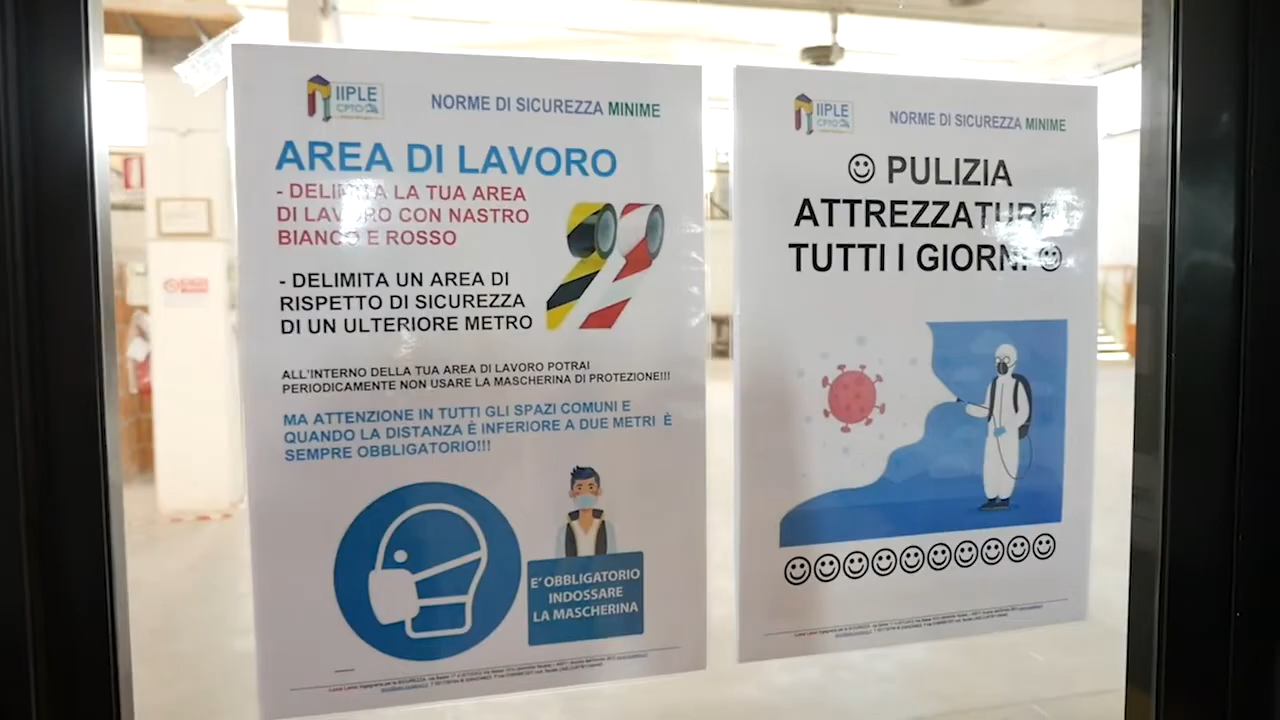 IIPLE
CPTO
NORME DI SICUREZZA MINIME
AREA DI LAVORO
- DELIMITA LA TUA AREA
DI LAVORO CON NASTRO
BIANCO E ROSSO
- DELIMITA UN AREA DI
RISPETTO DI SICUREZZA
DI UN ULTERIORE METRO
ALL'INTERNO DELLA TUA AREA DI LAVORO POTRAI
PERIODICAMENTE NON USARE LA MASCHERINA DI PROTEZIONE!!!
MA ATTENZIONE IN TUTTI GLI SPAZI COMUNI E
QUANDO LA DISTANZA È INFERIORE A DUE METRI È
SEMPRE OBBLIGATORIO!!!
E' OBBLIGATORIO
INDOSSARE
LA MASCHERINA
IIPLE
CPTO
NORME DI SICUREZZA MINIME
☺ PULIZIA
ATTREZZATURE
TUTTI I GIORNI ☺
☺☺☺☺☺☺☺☺☺☺